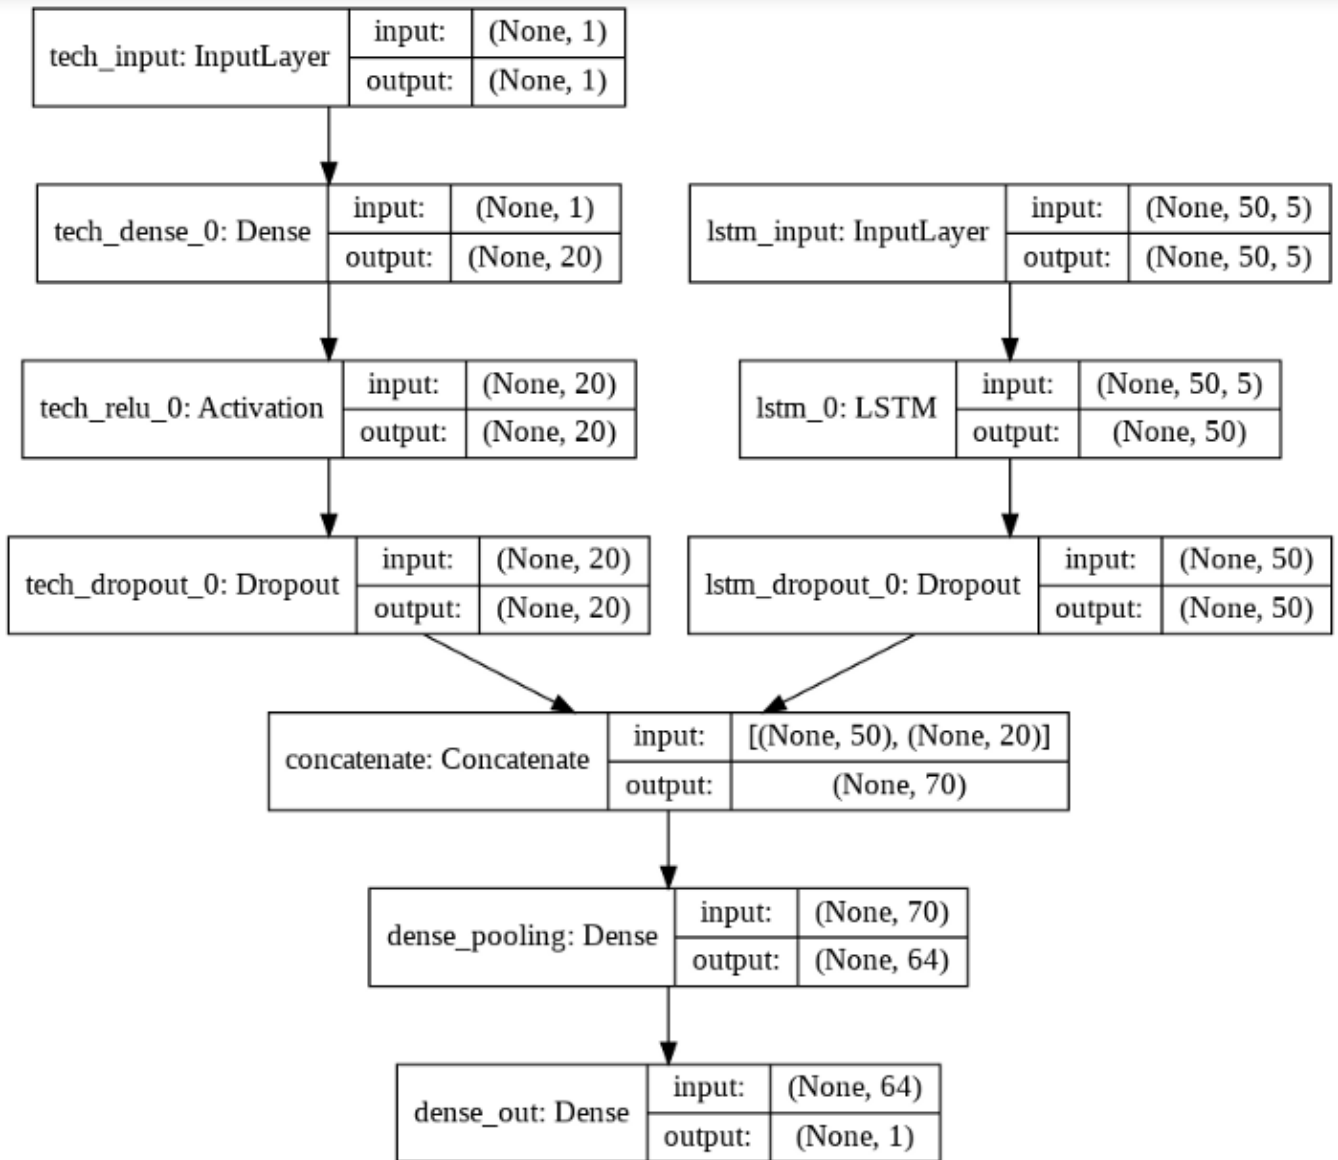 tech_input: InputLayer
input:
(None, 1)
output:
(None, 1)
tech_dense_0: Dense
input:
(None, 1)
output:
(None, 20)
lstm_input: InputLayer
input:
(None, 50, 5)
output:
(None, 50, 5)
tech_relu_0: Activation
input:
(None, 20)
output:
(None, 20)
lstm_0: LSTM
input:
(None, 50, 5)
output:
(None, 50)
tech_dropout_0: Dropout
input:
(None, 20)
output:
(None, 20)
lstm_dropout_0: Dropout
input:
(None, 50)
output:
(None, 50)
concatenate: Concatenate
input:
[(None, 50), (None, 20)]
output:
(None, 70)
dense_pooling: Dense
input:
(None, 70)
output:
(None, 64)
dense_out: Dense
input:
(None, 64)
output:
(None, 1)